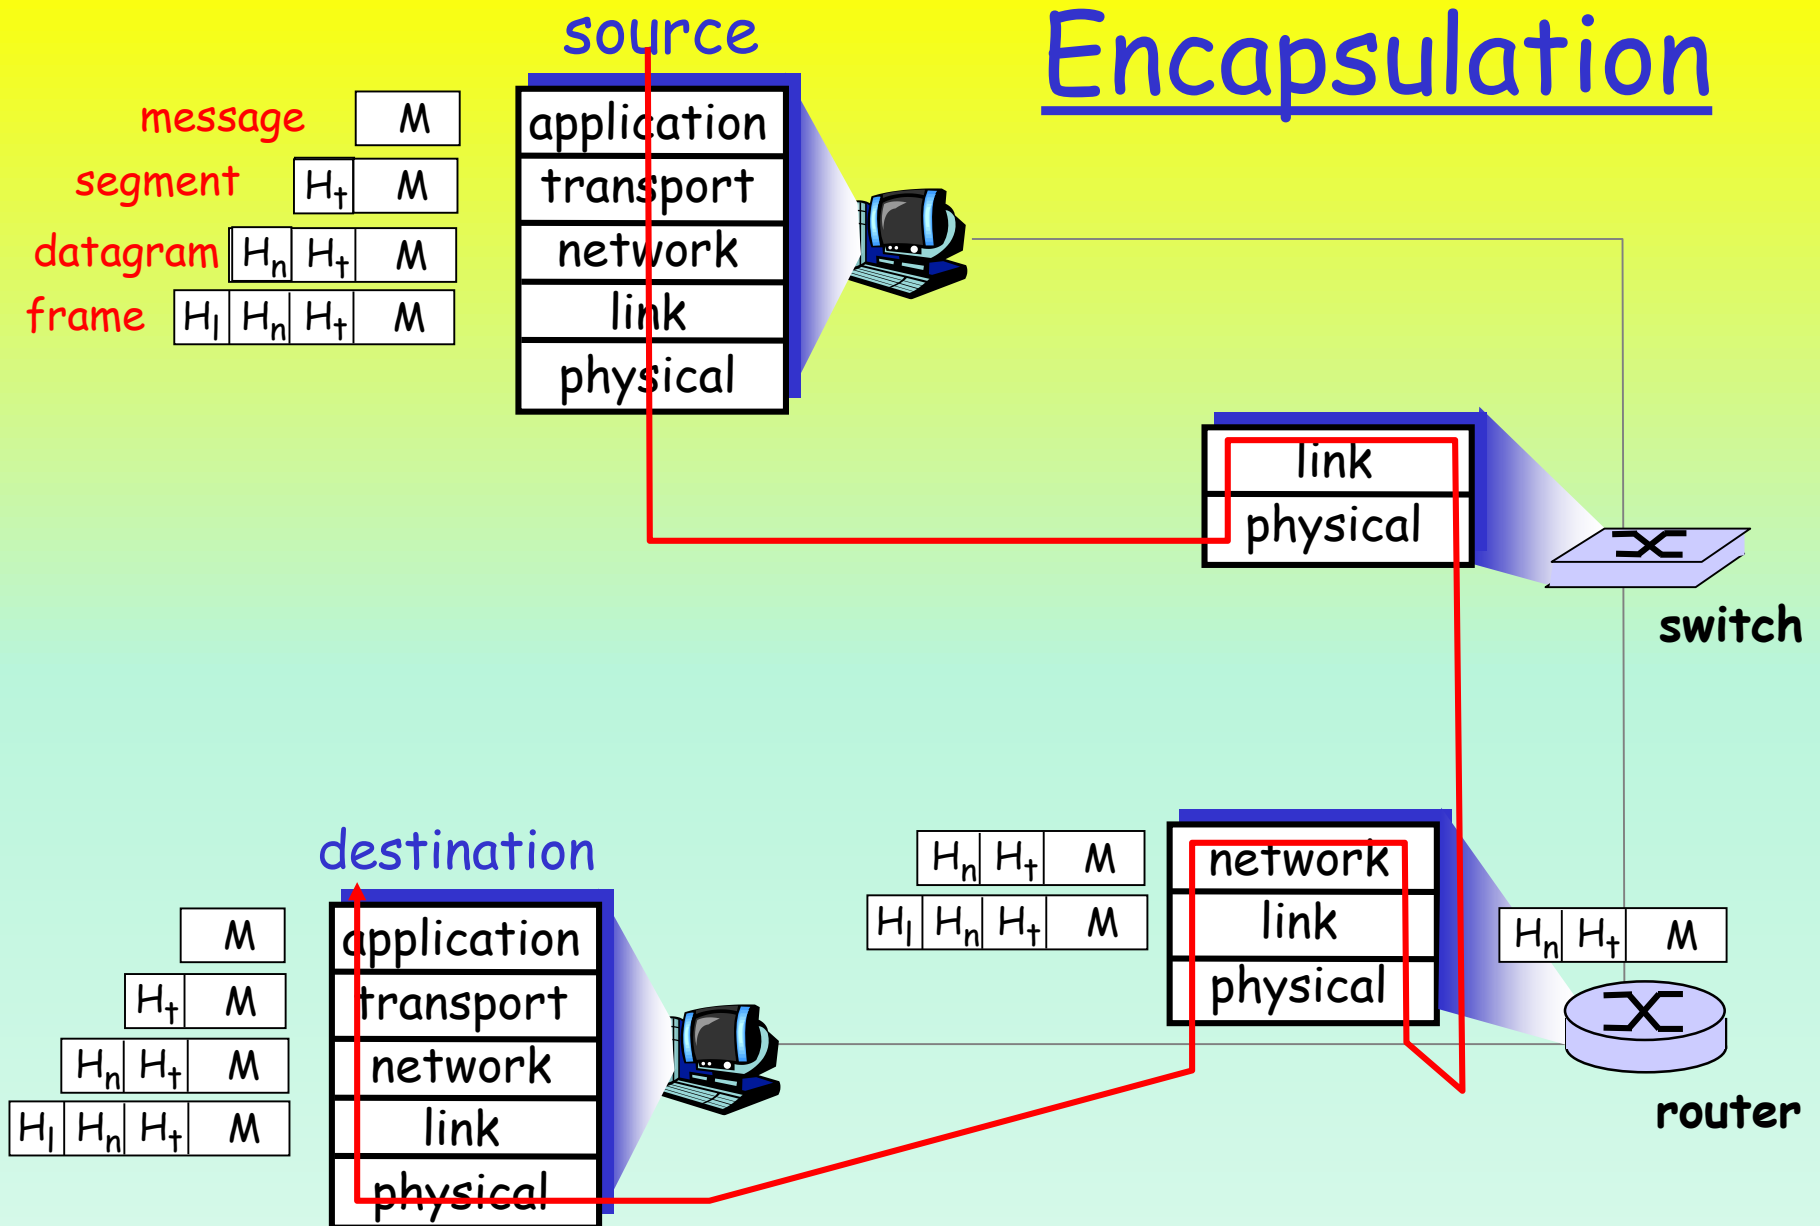 Encapsulation
source
message M
segment Ht M
datagram Hn Ht M
frame Hl Hn Ht M
application
transport
network
link
physical
link
physical
switch
network
link
physical
Hn Ht M
Hl Hn Ht M
Hn Ht M
router
destination
M
Ht M
Hn Ht M
Hl Hn Ht M
application
transport
network
link
physical